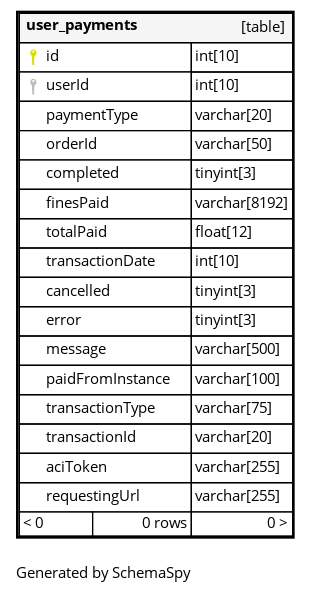 user_payments [table]
id int[10]
userId int[10]
paymentType varchar[20]
orderId varchar[50]
completed tinyint[3]
finesPaid varchar[8192]
totalPaid float[12]
transactionDate int[10]
cancelled tinyint[3]
error tinyint[3]
message varchar[500]
paidFromInstance varchar[100]
transactionType varchar[75]
transactionId varchar[20]
aciToken varchar[255]
requestingUrl varchar[255]
< 0 0 rows 0 >
Generated by SchemaSpy